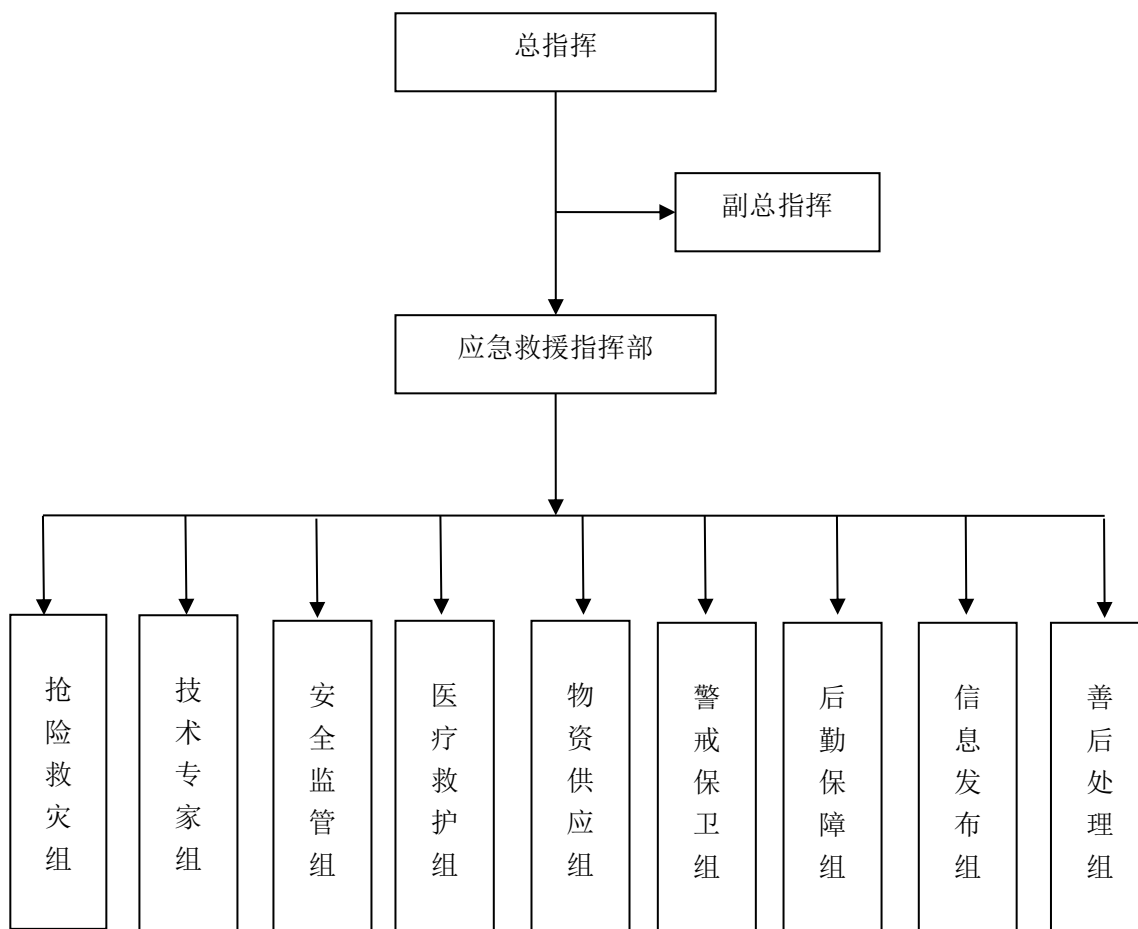 总指挥
副总指挥
应急救援指挥部
抢险救灾组
技术专家组
安全监管组
医疗救护组
物资供应组
警戒保卫组
后勤保障组
信息发布组
善后处理组